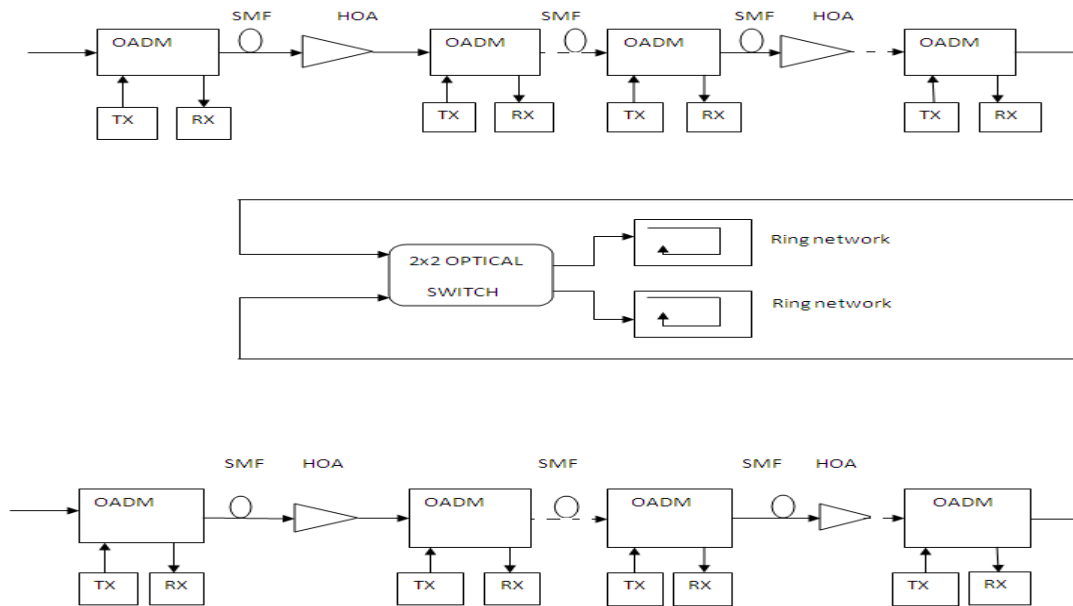 SMF HOA SMF SMF HOA
OADM OADM OADM OADM
TX RX TX RX TX RX TX RX
Ring network
2x2 OPTICAL
SWITCH
Ring network
SMF HOA SMF SMF HOA
OADM OADM OADM OADM
TX RX TX RX TX RX TX RX